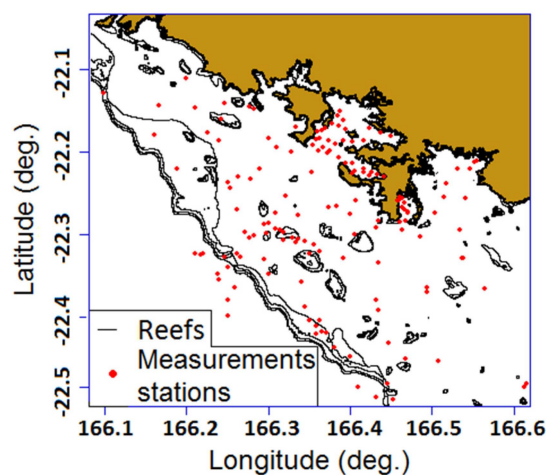 Latitude (deg.)
-22.1
-22.2
-22.3
-22.4
-22.5
Reefs
Measurements
stations
166.1 166.2 166.3 166.4 166.5 166.6
Longitude (deg.)